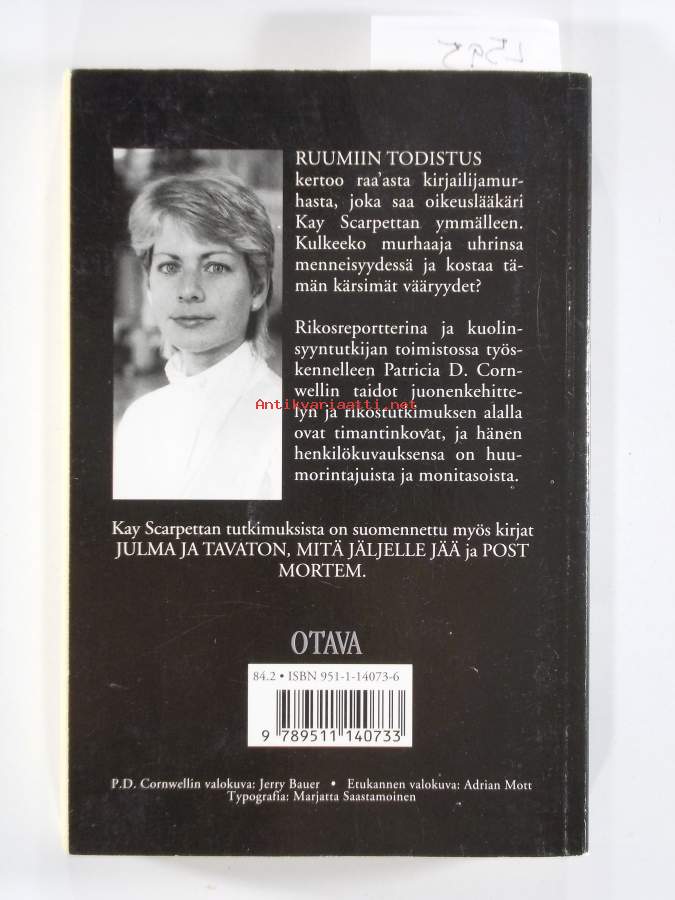 RUUMIIN TODISTUS
kertoo raa'asta kirjailijamur-
hasta, joka saa oikeuslääkäri
Kay Scarpettan ymmälleen.
Kulkeeko murhaaja uhrinsa
menneisyydessä ja kostaa tä-
män kärsimät vääryydet?
Rikosreportterina ja kuolin-
syyntutkijan toimistossa työs-
kennelleen Patricia D. Corn-
wellin taidot juonenkehitte-
lyn ja rikostutkimuksen alalla
ovat timantinkovat, ja hänen
henkilökuvauksensa on huu-
morintajuista ja monitasoista.
Antikvariaatti.net
Kay Scarpettan tutkimuksista on suomennettu myös kirjat
JULMA JA TAVATON, MITÄ JÄLJELLE JÄÄ ja POST
MORTEM.
OTAVA
84.2 • ISBN 951-1-14073-6
9 789511 140733
P.D. Cornwellin valokuva: Jerry Bauer • Etukannen valokuva: Adrian Mott
Typografia: Marjatta Saastamoinen